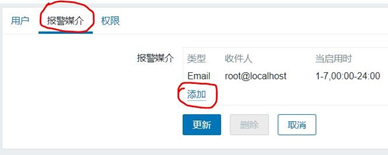 用户 报警媒介 权限
报警媒介 类型 收件人 当启用时
Email root@localhost 1-7,00:00-24:00
添加
更新 删除 取消